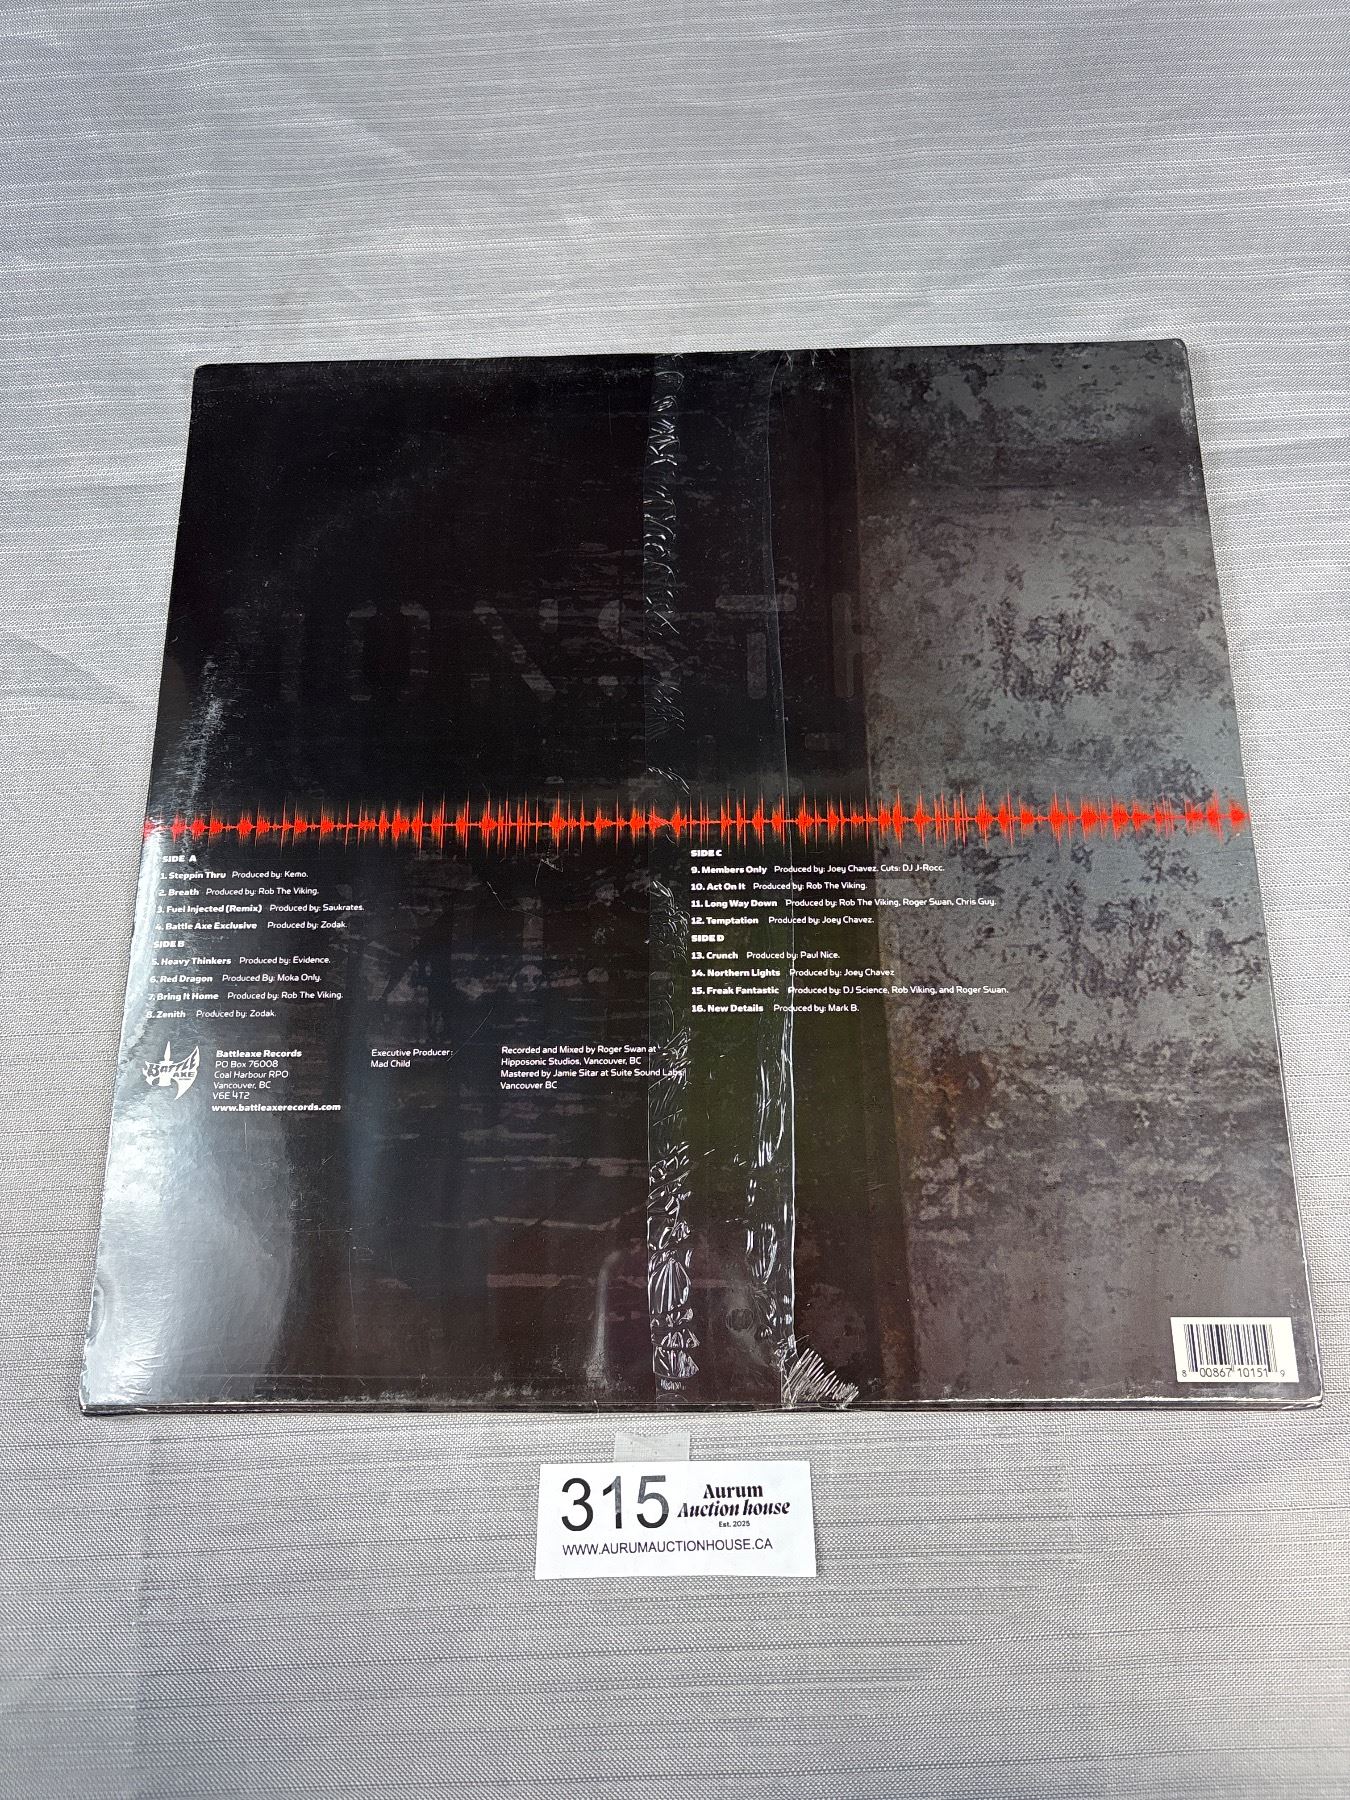 ONSTR
SIDE A
1. Steppin Thru Produced by: Kemo.
2. Breath Produced by: Rob The Viking.
3. Fuel Injected (Remix) Produced by: Saukrates.
4. Battle Axe Exclusive Produced by: Zodak.
SIDE B
5. Heavy Thinkers Produced by: Evidence.
6. Red Dragon Produced By: Moka Only.
7. Bring It Home Produced by: Rob The Viking.
8. Zenith Produced by: Zodak.
SIDE C
9. Members Only Produced by: Joey Chavez. Cuts: DJ J-Rocc.
10. Act On It Produced by: Rob The Viking.
11. Long Way Down Produced by: Rob The Viking, Roger Swan, Chris Guy.
12. Temptation Produced by: Joey Chavez.
SIDE D
13. Crunch Produced by: Paul Nice.
14. Northern Lights Produced by: Joey Chavez
15. Freak Fantastic Produced by: DJ Science, Rob Viking, and Roger Swan.
16. New Details Produced by: Mark B.
BATTLE
AXE
Battleaxe Records
PO Box 76008
Coal Harbour RPO
Vancouver, BC
V6E 4T2
www.battleaxerecords.com
Executive Producer:
Mad Child
Recorded and Mixed by Roger Swan at
Hipposonic Studios, Vancouver, BC
Mastered by Jamie Sitar at Suite Sound Labs,
Vancouver BC
8 00867 10151 9
315
Aurum
Auction house
Est. 2025
WWW.AURUMAUCTIONHOUSE.CA